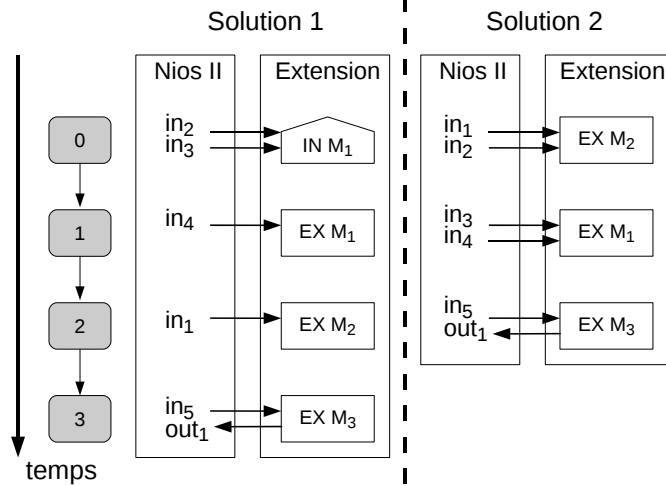 Solution 1
Solution 2
Nios II
Extension
Nios II
Extension
0
in2
in3
IN M1
in1
in2
EX M2
1
in4
EX M1
in3
in4
EX M1
2
in1
EX M2
in5
out1
EX M3
3
in5
out1
EX M3
temps